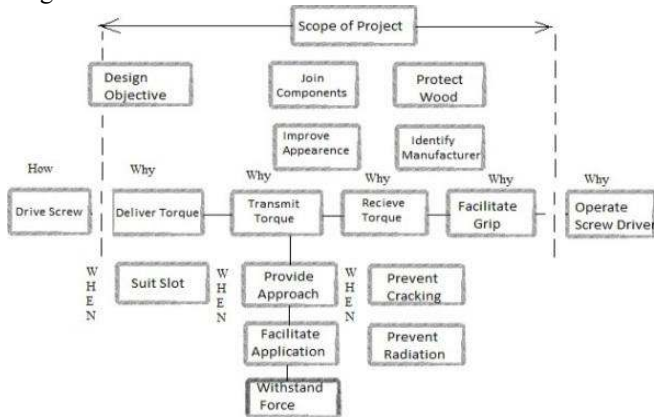 Scope of Project
Design
Objective
Join
Components
Protect
Wood
Improve
Appearence
Identify
Manufacturer
How
Why
Why
Why
Why
Why
Drive Screw
Deliver Torque
Transmit
Torque
Recieve
Torque
Facilitate
Grip
Operate
Screw Driver
W
H
E
N
Suit Slot
W
H
E
N
Provide
Approach
W
H
E
N
Prevent
Cracking
Facilitate
Application
Prevent
Radiation
Withstand
Force